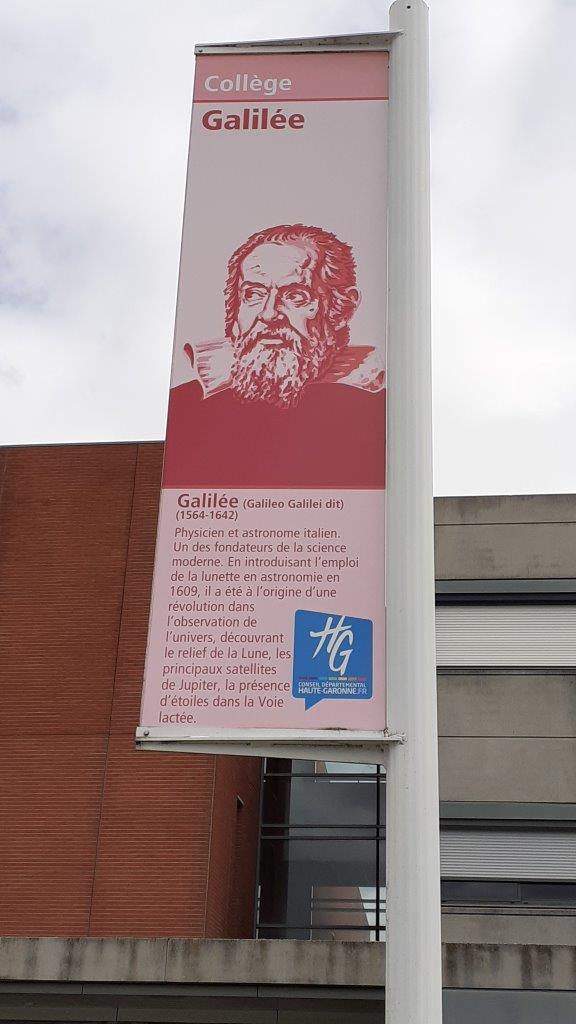 Collège
Galilée
Galilée (Galileo Galilei dit)
(1564-1642)
Physicien et astronome italien.
Un des fondateurs de la science
moderne. En introduisant l'emploi
de la lunette en astronomie en
1609, il a été à l'origine d'une
révolution dans
l'observation de
l'univers, découvrant
le relief de la Lune, les
principaux satellites
de Jupiter, la présence
d'étoiles dans la Voie
lactée.
HG
CONSEIL DÉPARTEMENTAL
HAUTE-GARONNE.FR